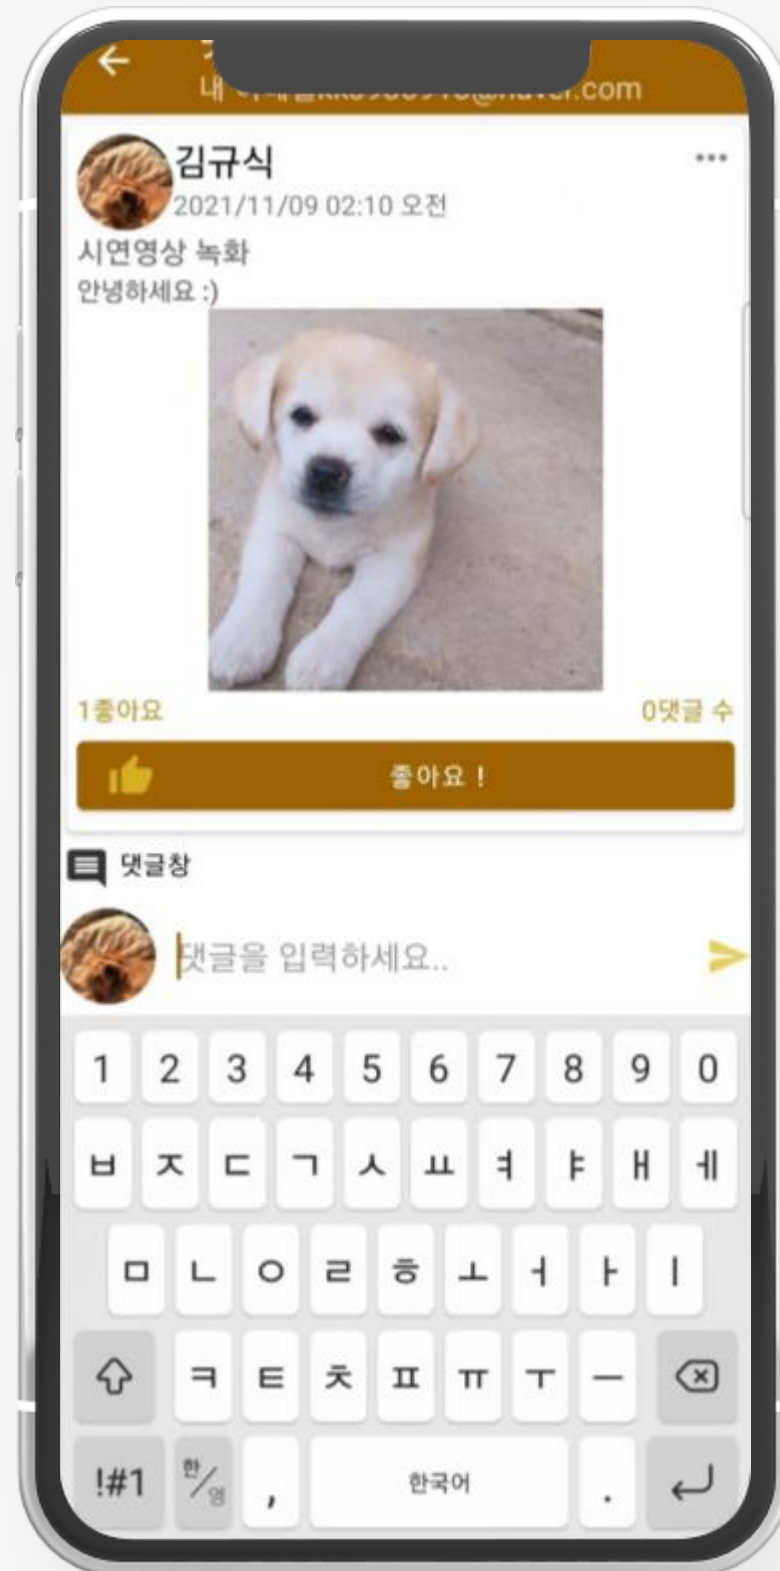 내
.com
김규식
2021/11/09 02:10 오전
시연영상 녹화
안녕하세요 :)
1좋아요
0댓글 수
좋아요 !
댓글창
댓글을 입력하세요..
1 2 3 4 5 6 7 8 9 0
ㅂ ㅈ ㄷ ㄱ ㅅ ㅛ ㅕ ㅑ ㅐ ㅔ
ㅁ ㄴ ㅇ ㄹ ㅎ ㅗ ㅓ ㅏ ㅣ
ㅋ ㅌ ㅊ ㅍ ㅠ ㅜ ㅡ
!#1 한/영 , 한국어 .